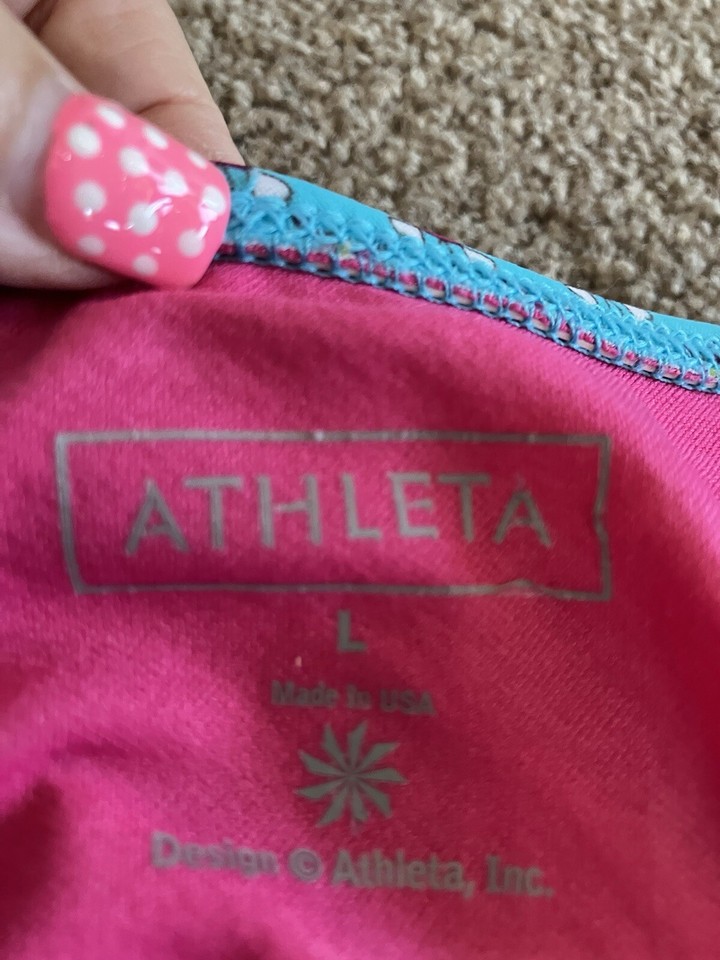 ATHLETA
L
Made In USA
Design © Athleta, Inc.